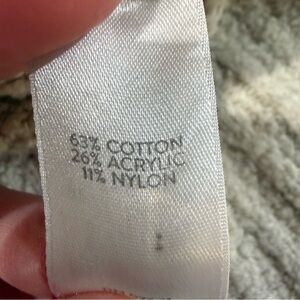 63% COTTON
26% ACRYLIC
11% NYLON